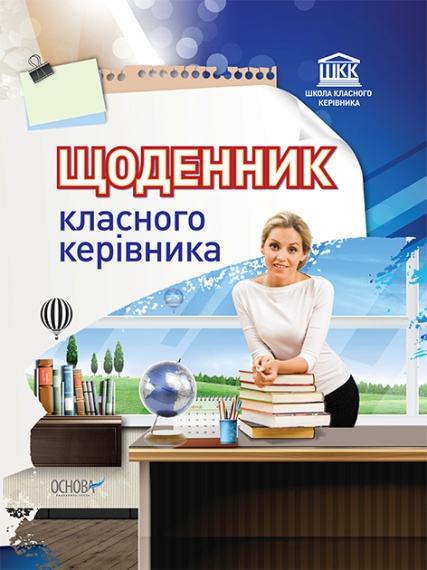 ШКК
ШКОЛА КЛАСНОГО
КЕРІВНИКА
ЩОДЕННИК
класного
керівника
ОСНОВА